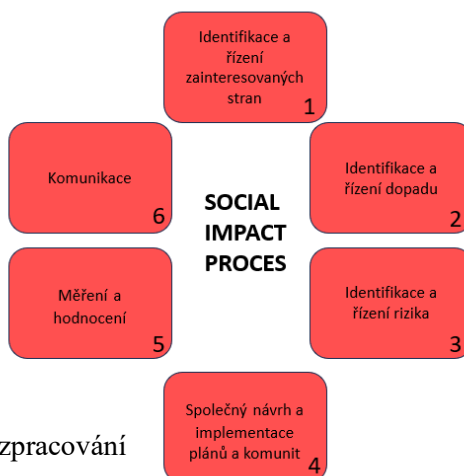 Identifikace a
řízení
zainteresovaných
stran
1
Identifikace a
řízení dopadu
2
Identifikace a
řízení rizika
3
Společný návrh a
implementace
plánů a komunit
4
Měření a
hodnocení
5
Komunikace
6
SOCIAL
IMPACT
PROCES
zpracování